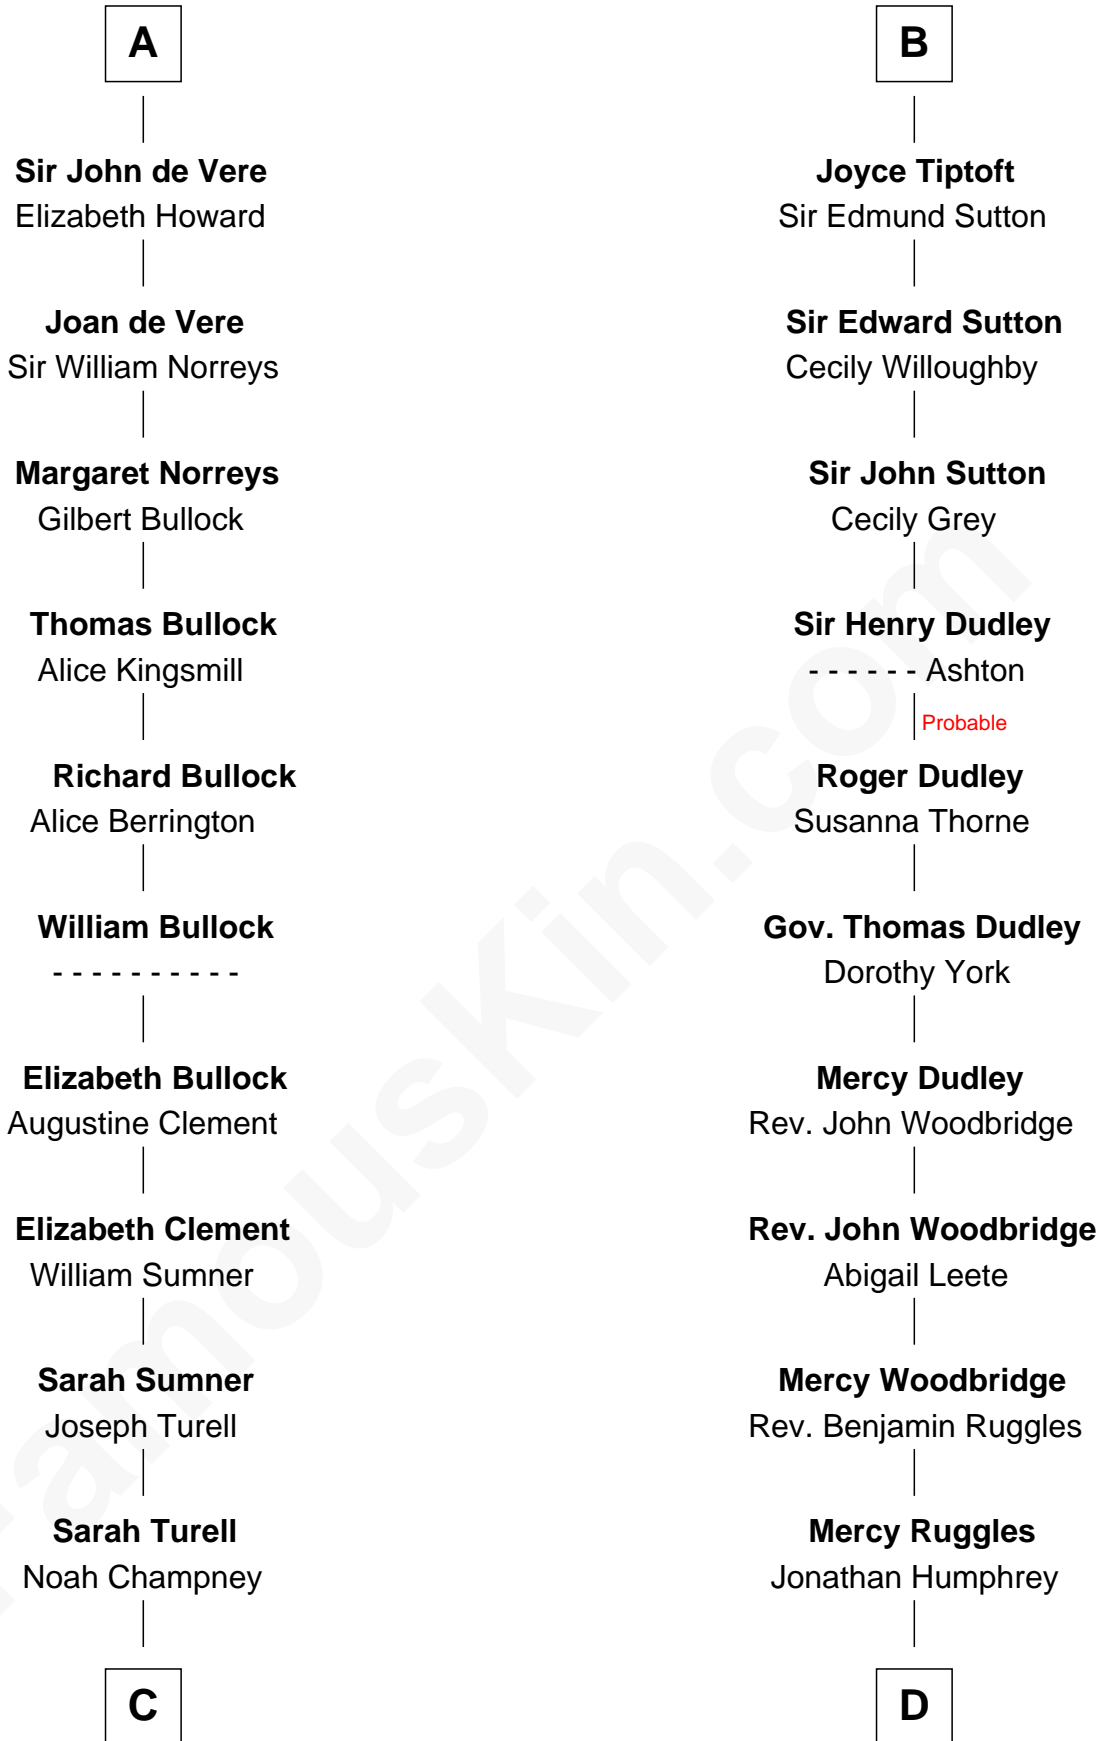 A
Sir John de Vere
Elizabeth Howard
Joan de Vere
Sir William Norreys
Margaret Norreys
Gilbert Bullock
Thomas Bullock
Alice Kingsmill
Richard Bullock
Alice Berrington
William Bullock
- - - - - - - - - -
Elizabeth Bullock
Augustine Clement
Elizabeth Clement
William Sumner
Sarah Sumner
Joseph Turell
Sarah Turell
Noah Champney
C
B
Joyce Tiptoft
Sir Edmund Sutton
Sir Edward Sutton
Cecily Willoughby
Sir John Sutton
Cecily Grey
Sir Henry Dudley
- - - - - - Ashton
Probable
Roger Dudley
Susanna Thorne
Gov. Thomas Dudley
Dorothy York
Mercy Dudley
Rev. John Woodbridge
Rev. John Woodbridge
Abigail Leete
Mercy Woodbridge
Rev. Benjamin Ruggles
Mercy Ruggles
Jonathan Humphrey
D
FamousKin.com